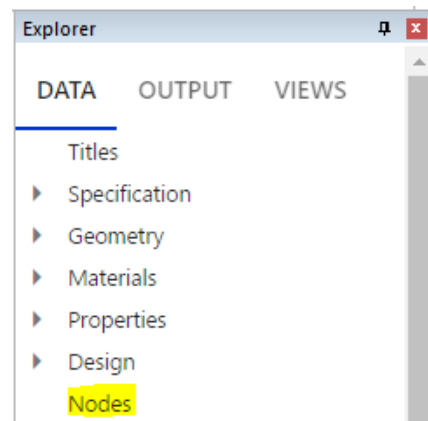 Explorer
DATA OUTPUT VIEWS
Titles
Specification
Geometry
Materials
Properties
Design
Nodes